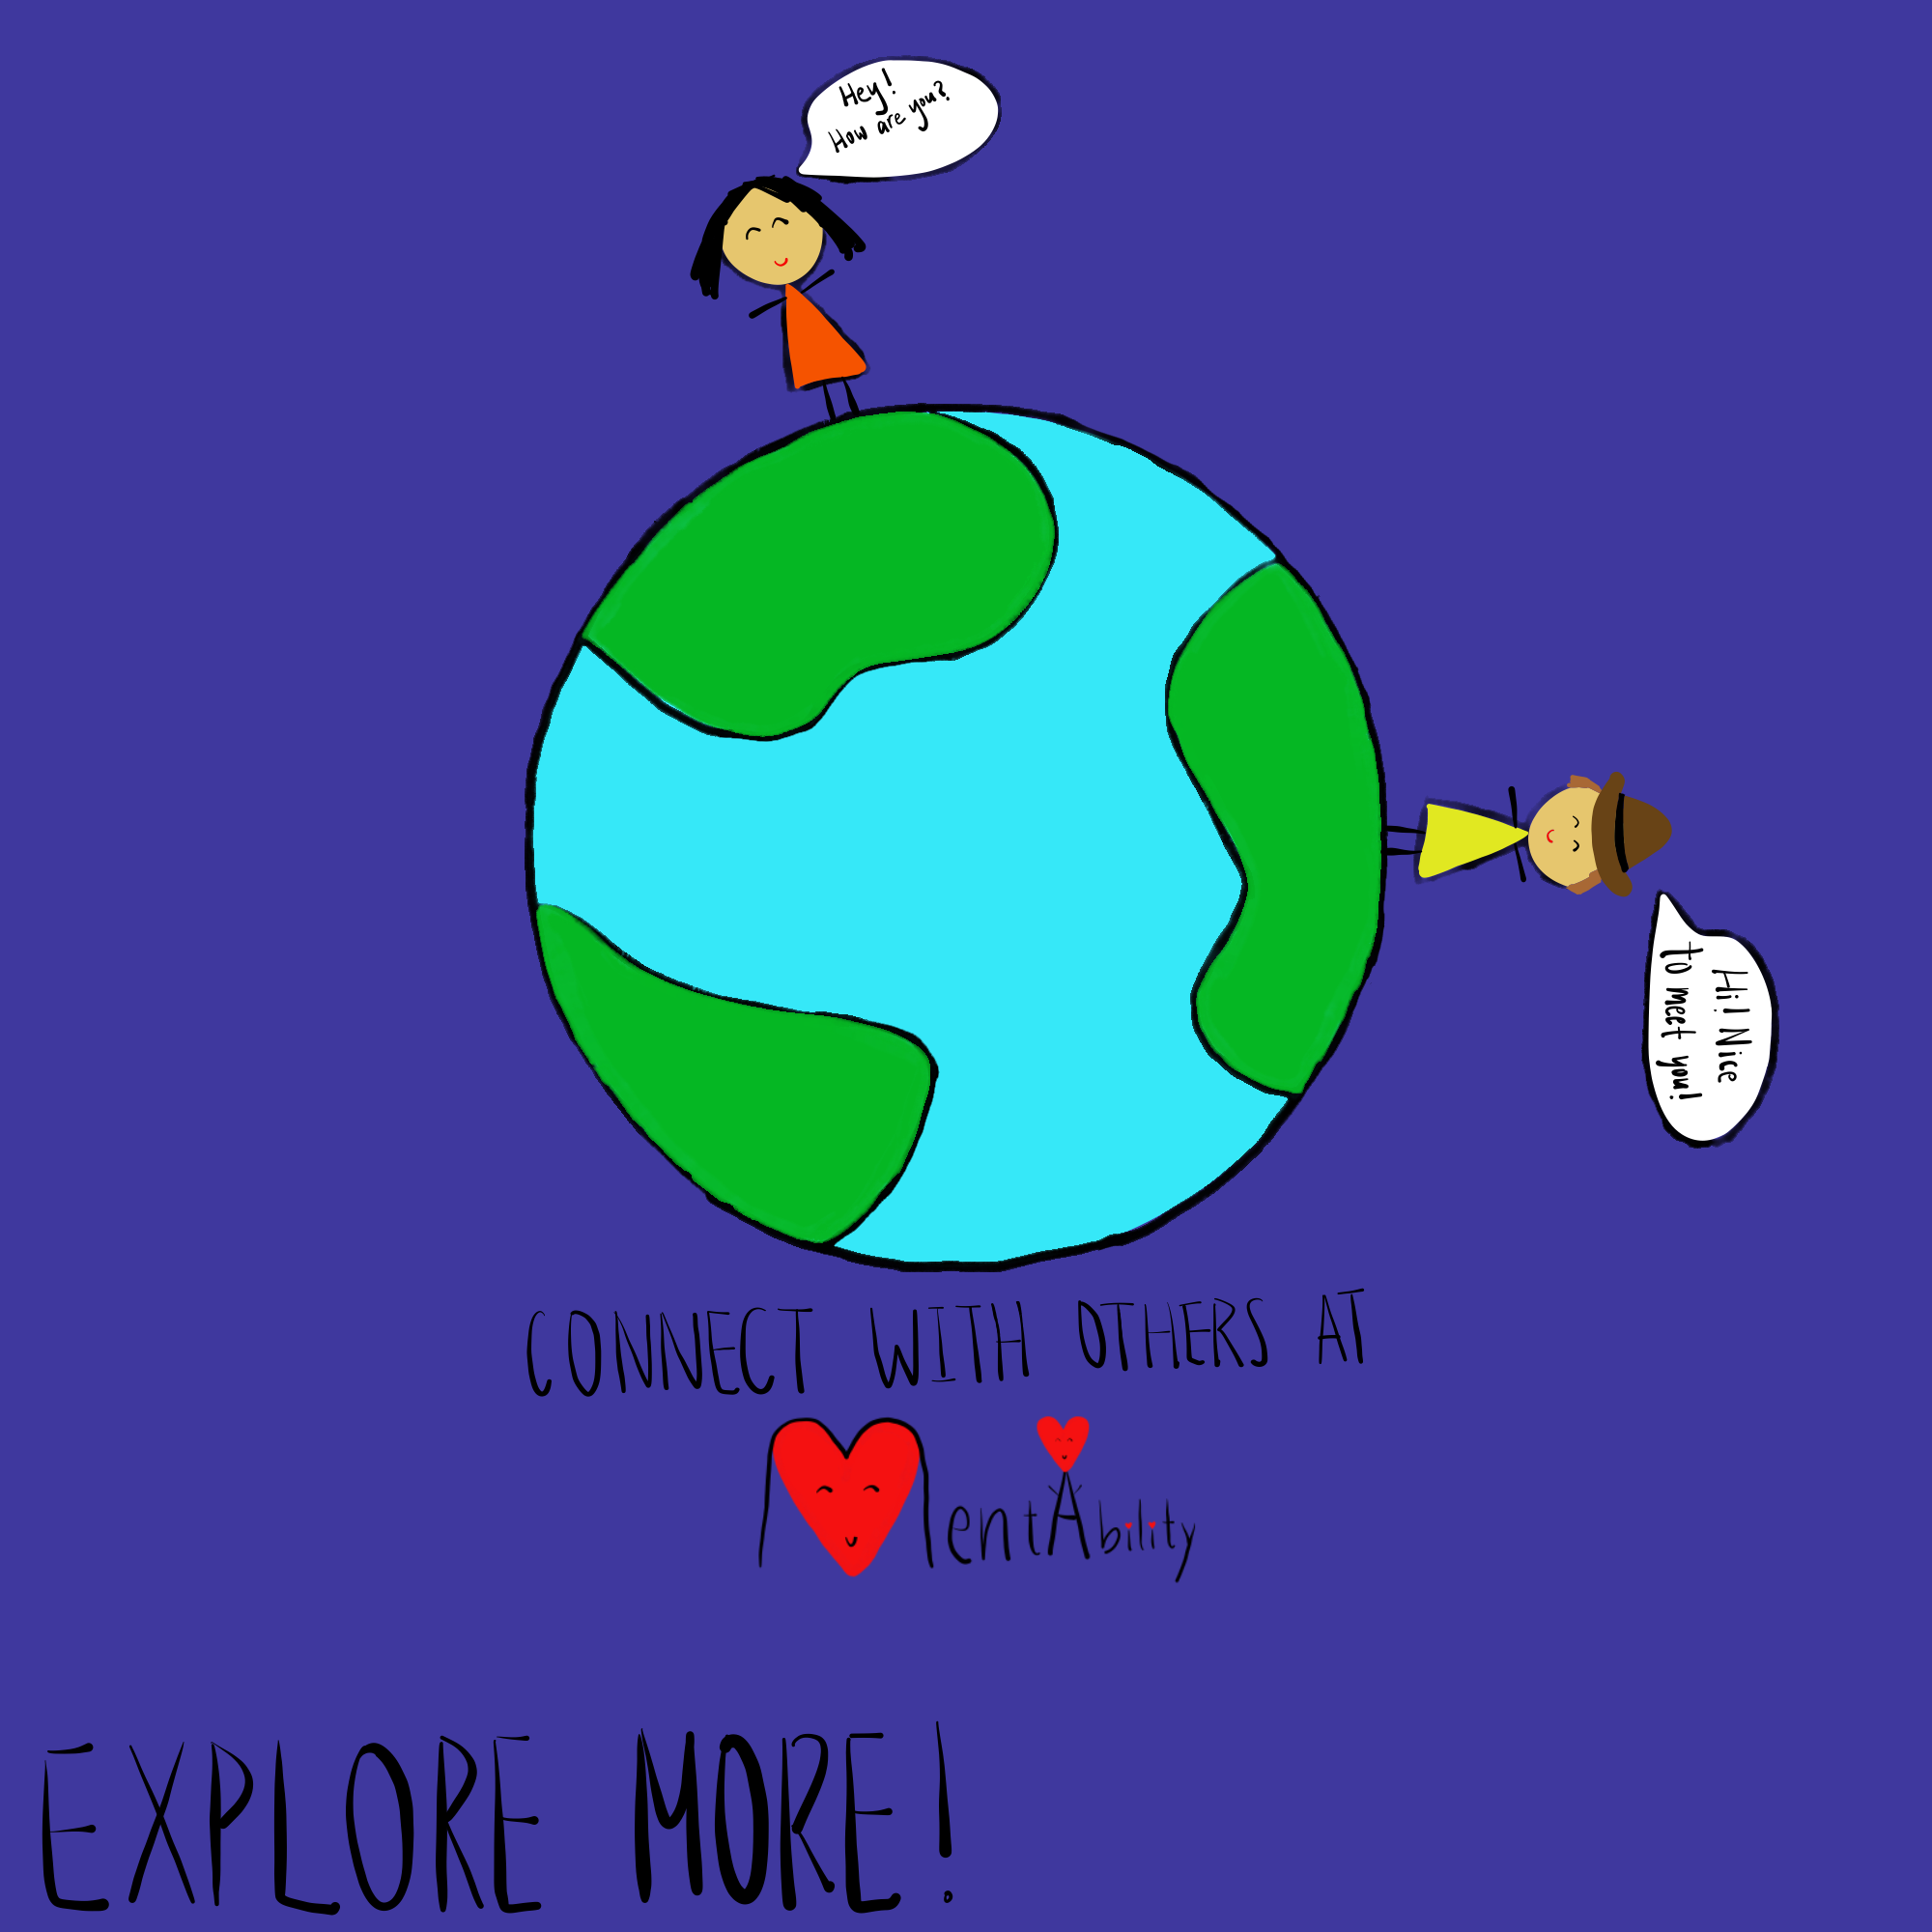 Hey!
How are you?
Hi! Nice
to meet you!
CONNECT WITH OTHERS AT
MentAbility
EXPLORE MORE!